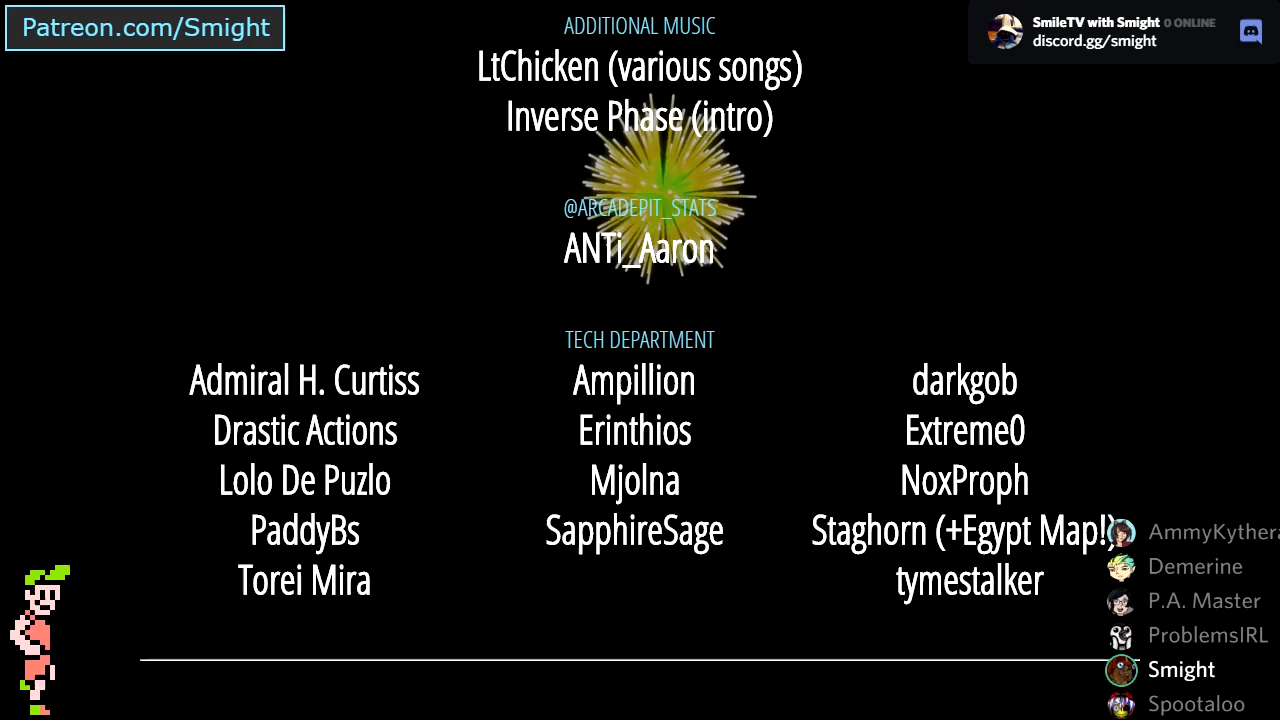 Patreon.com/Smight
SmileTV with Smight 0 ONLINE
discord.gg/smight
ADDITIONAL MUSIC
LtChicken (various songs)
Inverse Phase (intro)
@ARCADEPIT_STATS
ANTi_Aaron
TECH DEPARTMENT
Admiral H. Curtiss Ampillion darkgob
Drastic Actions Erinthios Extreme0
Lolo De Puzlo Mjolna NoxProph
PaddyBs SapphireSage Staghorn (+Egypt Map!)
Torei Mira tymestalker
AmmyKythera
Demerine
P.A. Master
ProblemsIRL
Smight
Spootaloo